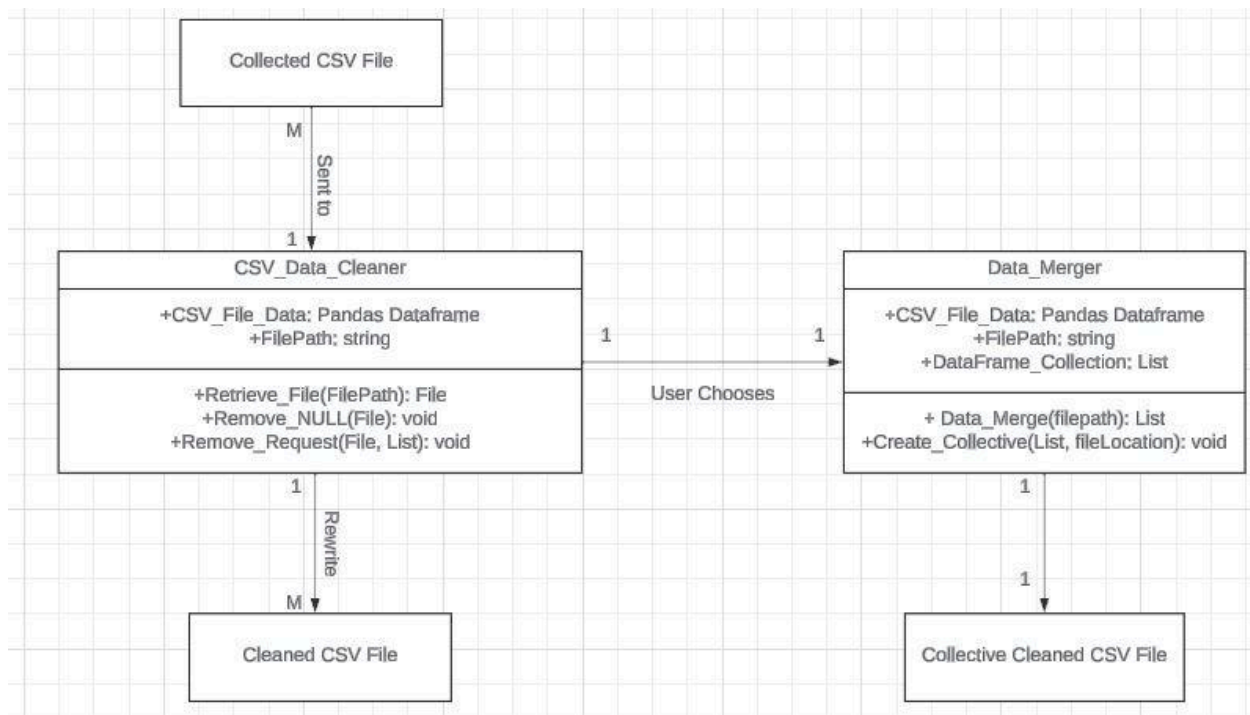 Collected CSV File
M
Sent to
1
CSV_Data_Cleaner
+CSV_File_Data: Pandas Dataframe
+FilePath: string
+Retrieve_File(FilePath): File
+Remove_NULL(File): void
+Remove_Request(File, List): void
1
1
User Chooses
Data_Merger
+CSV_File_Data: Pandas Dataframe
+FilePath: string
+DataFrame_Collection: List
+ Data_Merge(filepath): List
+Create_Collective(List, fileLocation): void
1
Rewrite
M
Cleaned CSV File
1
1
Collective Cleaned CSV File